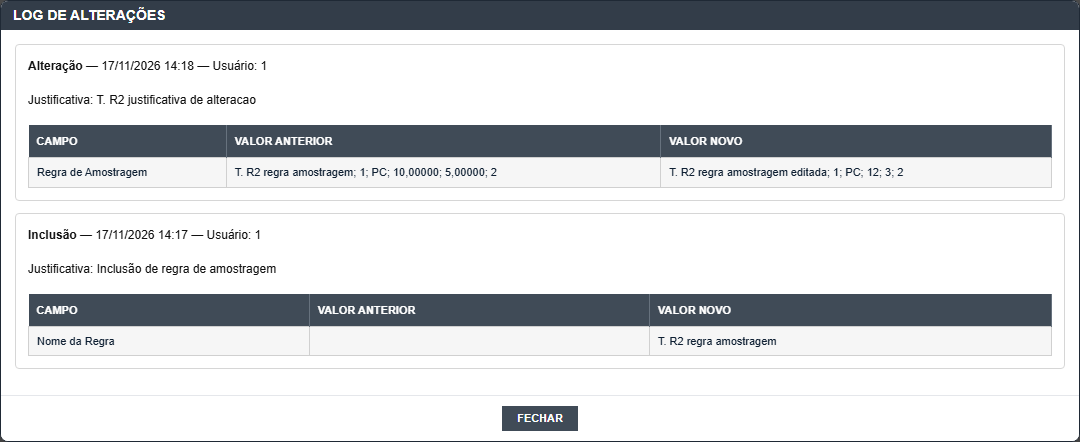 LOG DE ALTERAÇÕES
Alteração — 17/11/2026 14:18 — Usuário: 1
Justificativa: T. R2 justificativa de alteracao
CAMPO VALOR ANTERIOR VALOR NOVO
Regra de Amostragem T. R2 regra amostragem; 1; PC; 10,00000; 5,00000; 2 T. R2 regra amostragem editada; 1; PC; 12; 3; 2
Inclusão — 17/11/2026 14:17 — Usuário: 1
Justificativa: Inclusão de regra de amostragem
CAMPO VALOR ANTERIOR VALOR NOVO
Nome da Regra T. R2 regra amostragem
FECHAR